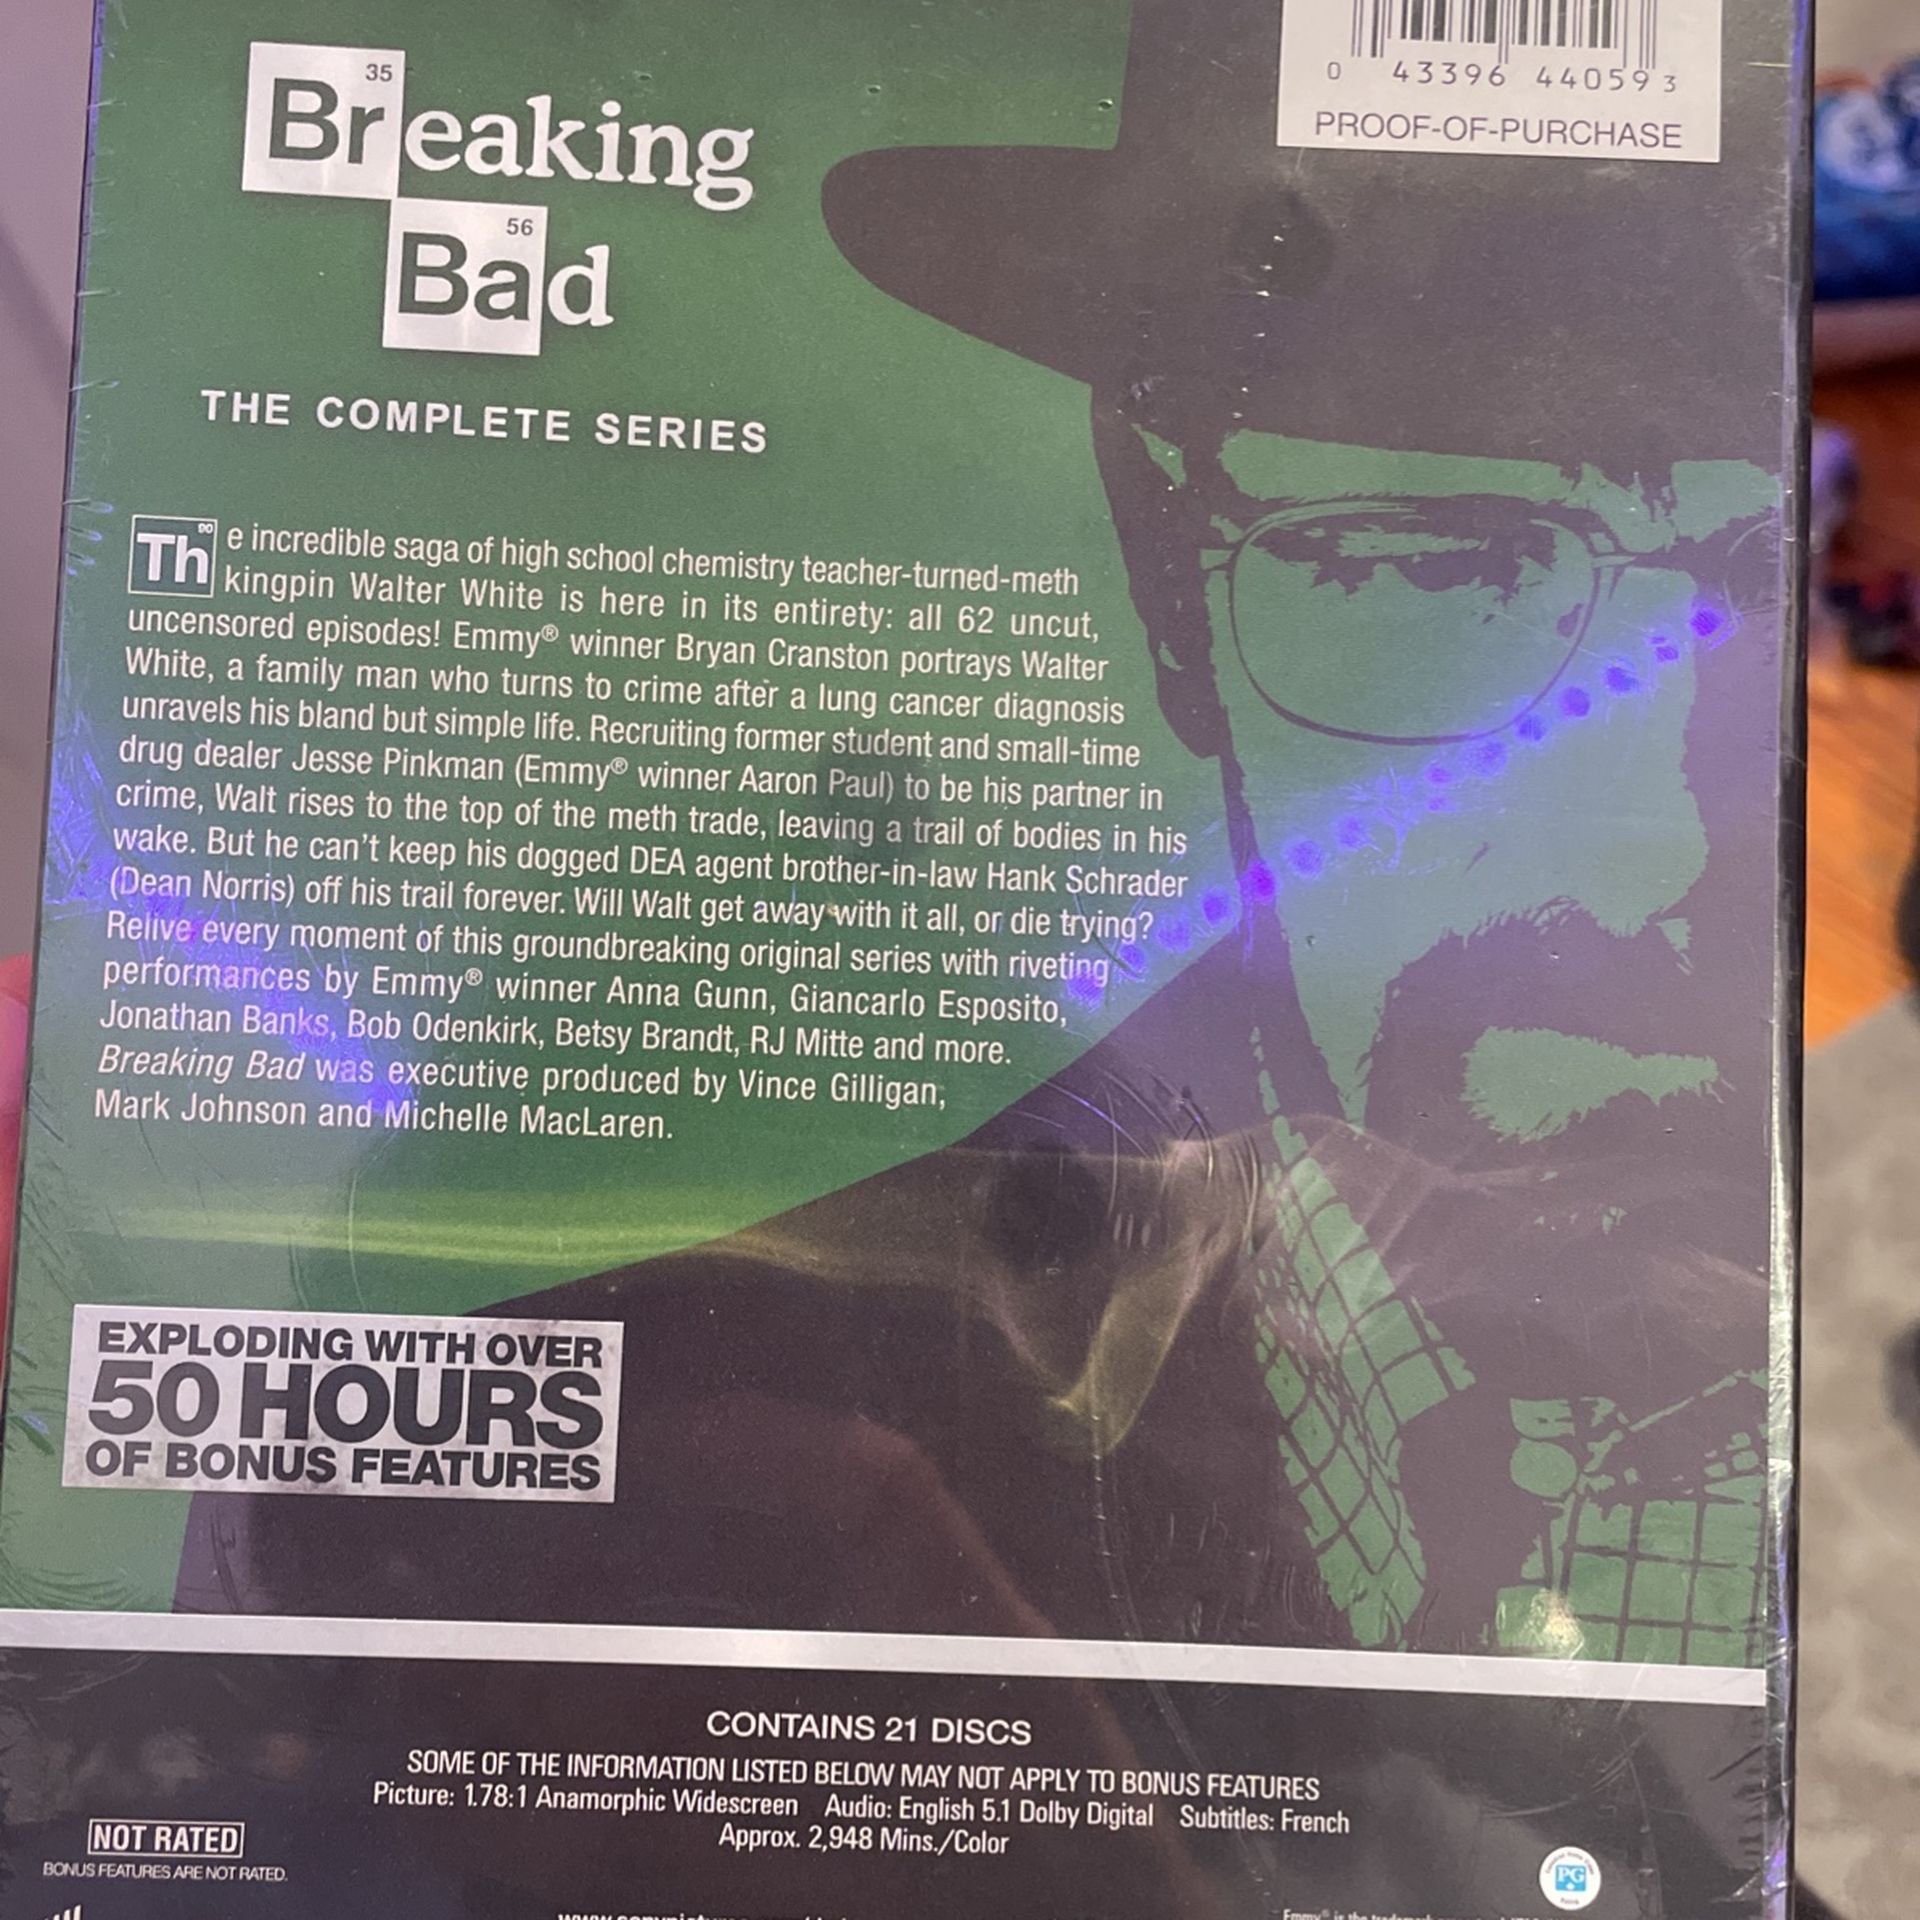 0 43396 44059 3
PROOF-OF-PURCHASE
35
Breaking
56
Bad
THE COMPLETE SERIES
90
The incredible saga of high school chemistry teacher-turned-meth
kingpin Walter White is here in its entirety: all 62 uncut,
uncensored episodes! Emmy® winner Bryan Cranston portrays Walter
White, a family man who turns to crime after a lung cancer diagnosis
unravels his bland but simple life. Recruiting former student and small-time
drug dealer Jesse Pinkman (Emmy® winner Aaron Paul) to be his partner in
crime, Walt rises to the top of the meth trade, leaving a trail of bodies in his
wake. But he can't keep his dogged DEA agent brother-in-law Hank Schrader
(Dean Norris) off his trail forever. Will Walt get away with it all, or die trying?
Relive every moment of this groundbreaking original series with riveting
performances by Emmy® winner Anna Gunn, Giancarlo Esposito,
Jonathan Banks, Bob Odenkirk, Betsy Brandt, RJ Mitte and more.
Breaking Bad was executive produced by Vince Gilligan,
Mark Johnson and Michelle MacLaren.
EXPLODING WITH OVER
50 HOURS
OF BONUS FEATURES
CONTAINS 21 DISCS
SOME OF THE INFORMATION LISTED BELOW MAY NOT APPLY TO BONUS FEATURES
Picture: 1.78:1 Anamorphic Widescreen Audio: English 5.1 Dolby Digital Subtitles: French
Approx. 2,948 Mins./Color
NOT RATED
BONUS FEATURES ARE NOT RATED.
PG
Emmy® is the